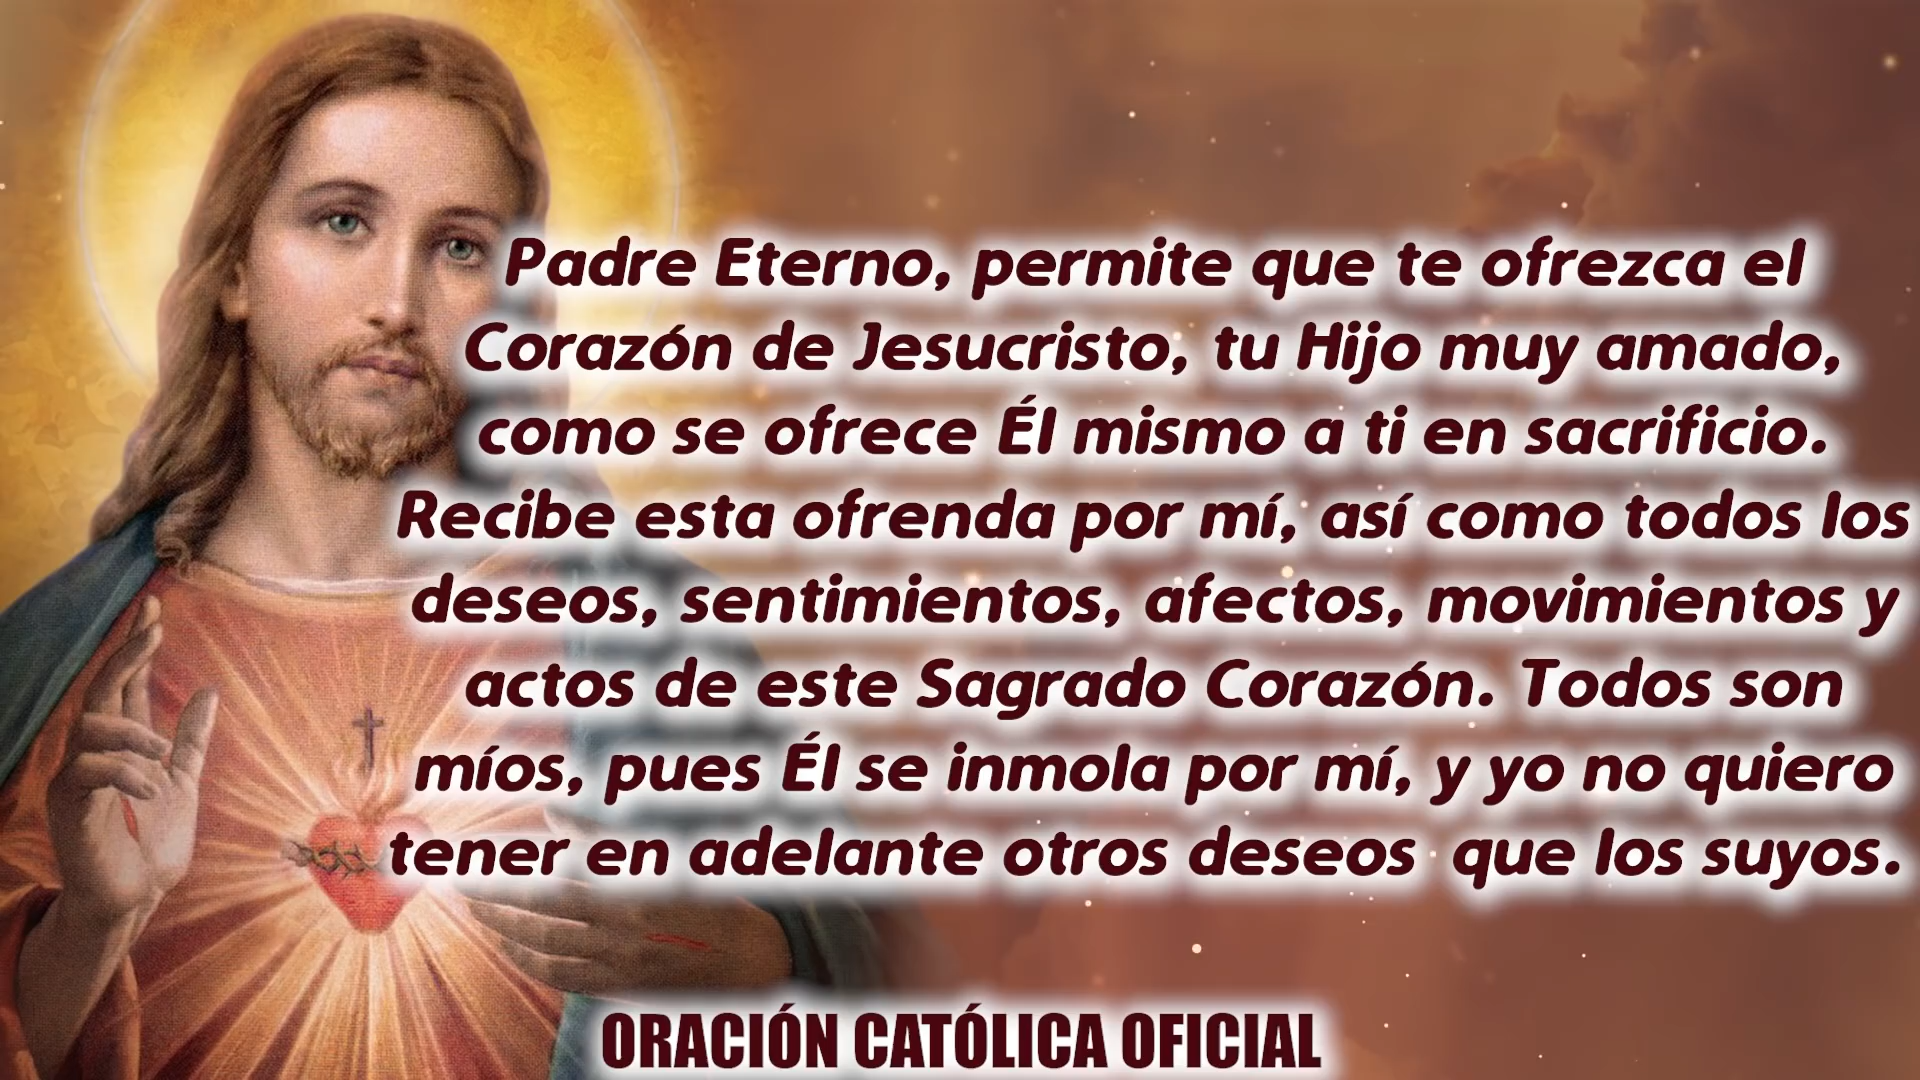 Padre Eterno, permite que te ofrezca el
Corazón de Jesucristo, tu Hijo muy amado,
como se ofrece Él mismo a ti en sacrificio.
Recibe esta ofrenda por mí, así como todos los
deseos, sentimientos, afectos, movimientos y
actos de este Sagrado Corazón. Todos son
míos, pues Él se inmola por mí, y yo no quiero
tener en adelante otros deseos  que los suyos.
ORACIÓN CATÓLICA OFICIAL